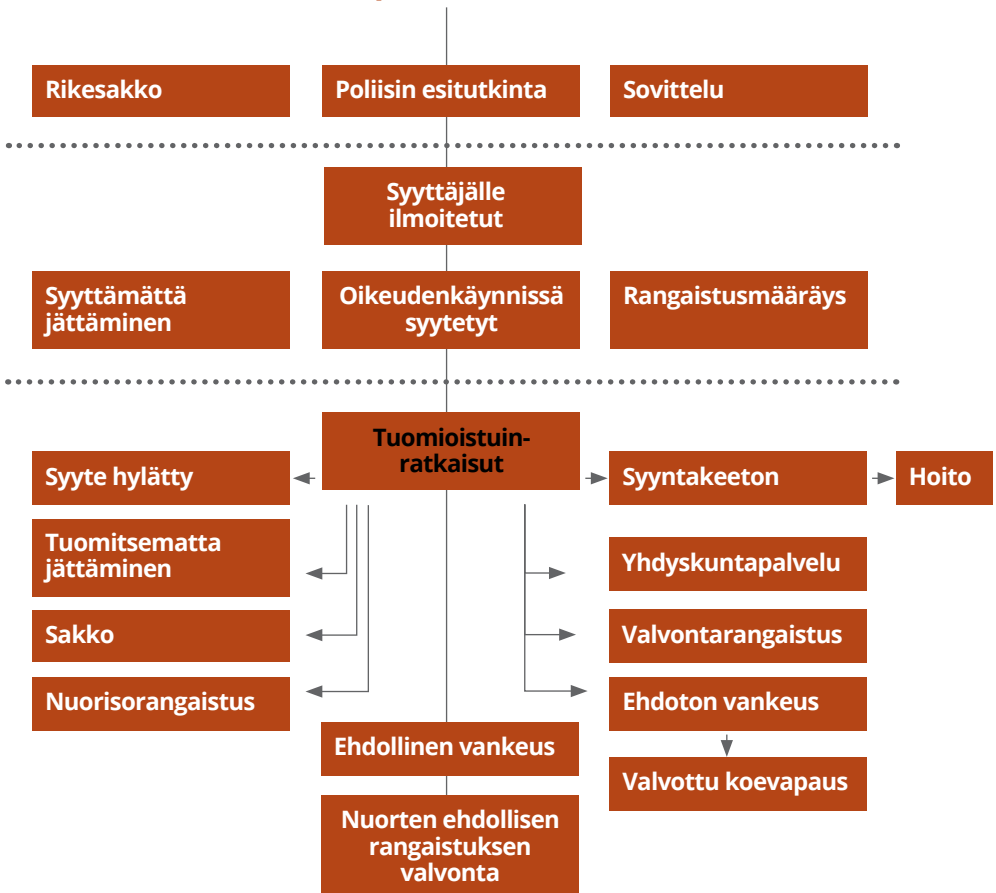 Rikesakko
Poliisin esitutkinta
Sovittelu
Syyttäjälle
ilmoitetut
Syyttämättä
jättäminen
Oikeudenkäynnissä
syytetyt
Rangaistusmääräys
Tuomioistuin-
ratkaisut
Syyte hylätty
Syyntakeeton
Hoito
Tuomitsematta
jättäminen
Yhdyskuntapalvelu
Sakko
Valvontarangaistus
Nuorisorangaistus
Ehdoton vankeus
Ehdollinen vankeus
Valvottu koevapaus
Nuorten ehdollisen
rangaistuksen
valvonta